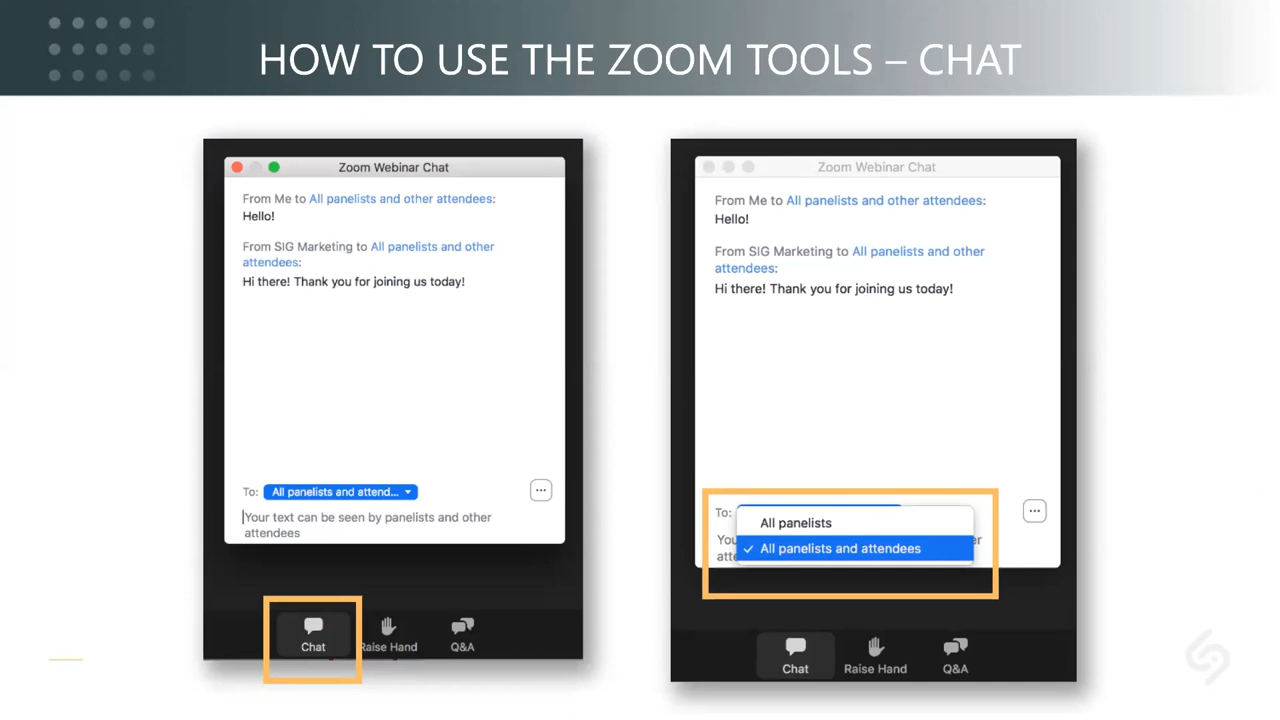 HOW TO USE THE ZOOM TOOLS – CHAT
Zoom Webinar Chat
From Me to All panelists and other attendees:
Hello!
From SIG Marketing to All panelists and other
attendees:
Hi there! Thank you for joining us today!
To: All panelists and attend...
Your text can be seen by panelists and other
attendees
Chat
Raise Hand
Q&A
Zoom Webinar Chat
From Me to All panelists and other attendees:
Hello!
From SIG Marketing to All panelists and other
attendees:
Hi there! Thank you for joining us today!
To:
All panelists
All panelists and attendees
Chat
Raise Hand
Q&A